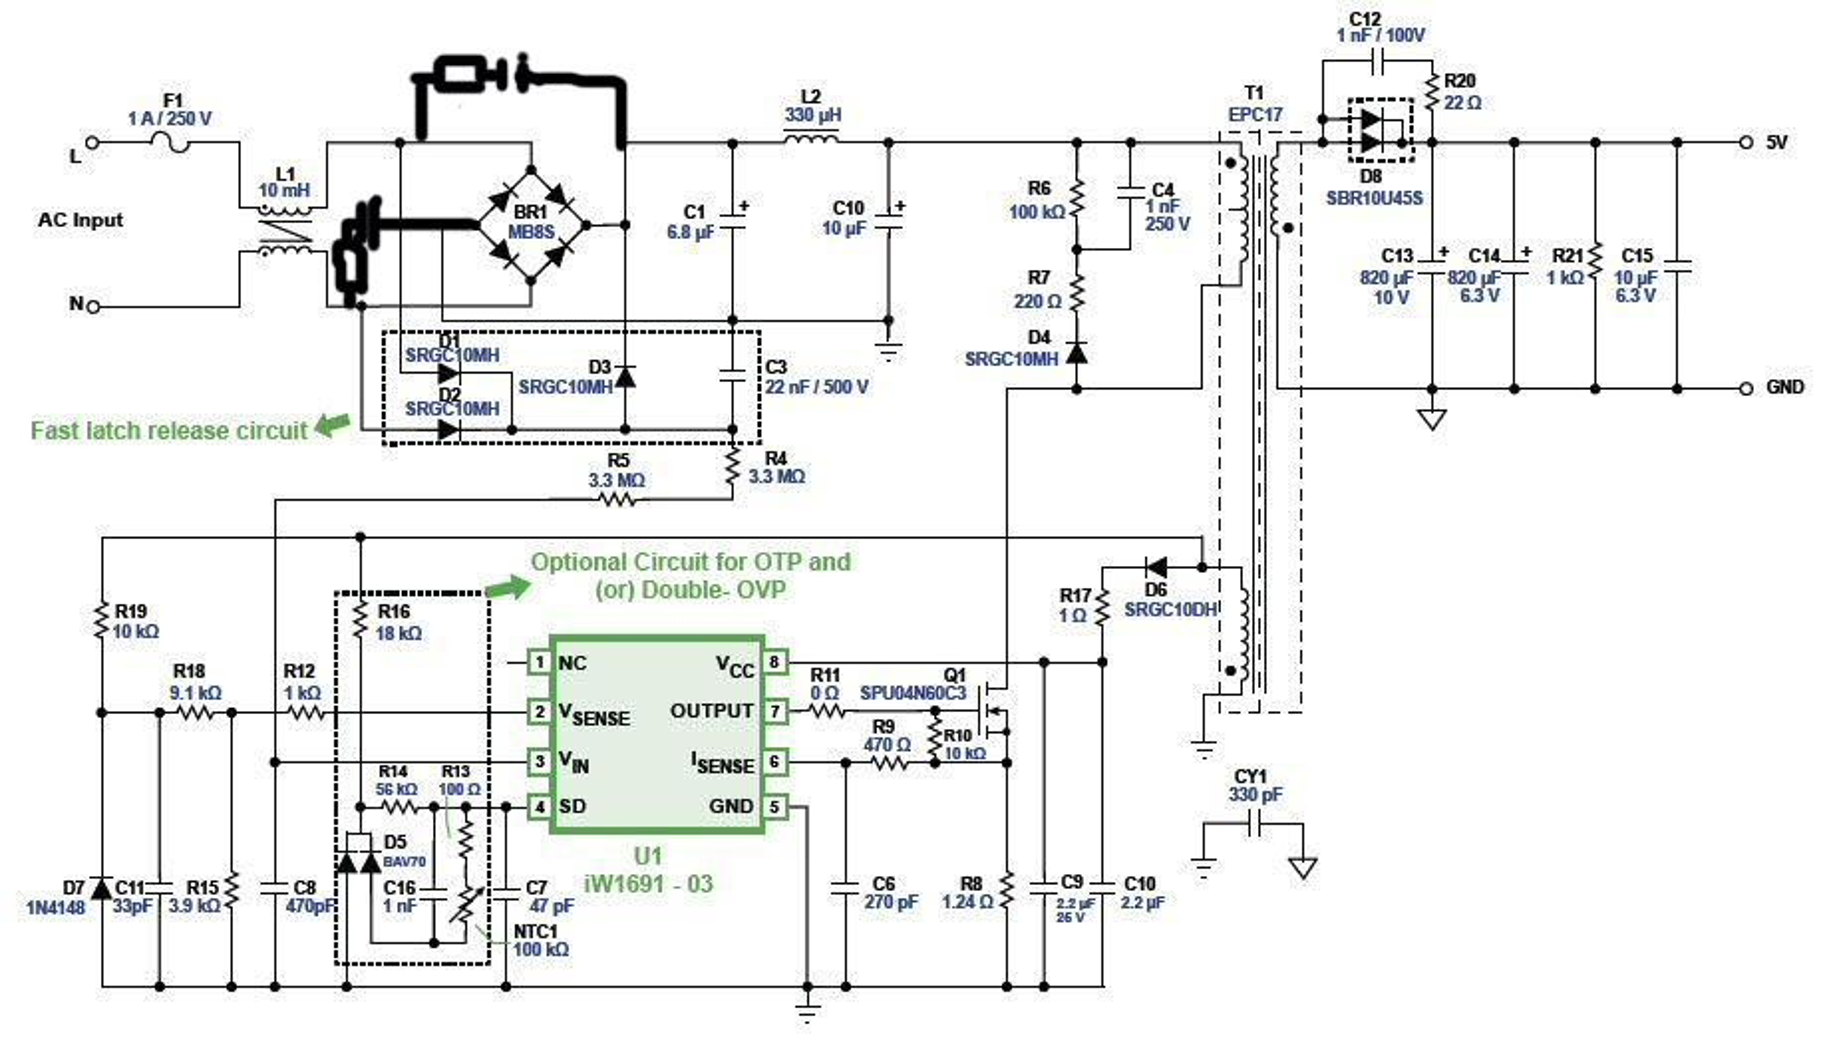 C12
1 nF / 100V
R20
22 Ω
F1
1 A / 250 V
L
L1
10 mH
AC Input
N
BR1
MB8S
C1
6.8 µF
+
L2
330 µH
C10
10 µF
+
R6
100 kΩ
C4
1 nF
250 V
R7
220 Ω
D4
SRGC10MH
T1
EPC17
D8
SBR10U45S
5V
C13
820 µF
10 V
+
C14
820 µF
6.3 V
+
R21
1 kΩ
C15
10 µF
6.3 V
GND
D1
SRGC10MH
D2
SRGC10MH
D3
SRGC10MH
C3
22 nF / 500 V
Fast latch release circuit
R5
3.3 MΩ
R4
3.3 MΩ
Optional Circuit for OTP and
(or) Double- OVP
R19
10 kΩ
R16
18 kΩ
R18
9.1 kΩ
R12
1 kΩ
1 NC
2 VSENSE
3 VIN
4 SD
VCC 8
OUTPUT 7
ISENSE 6
GND 5
U1
iW1691 - 03
R11
0 Ω
Q1
SPU04N60C3
R9
470 Ω
R10
10 kΩ
R17
1 Ω
D6
SRGC10DH
R14
56 kΩ
R13
100 Ω
D5
BAV70
D7
1N4148
C11
33pF
R15
3.9 kΩ
C8
470pF
C16
1 nF
C7
47 pF
NTC1
100 kΩ
C6
270 pF
R8
1.24 Ω
C9
2.2 µF
25 V
C10
2.2 µF
CY1
330 pF